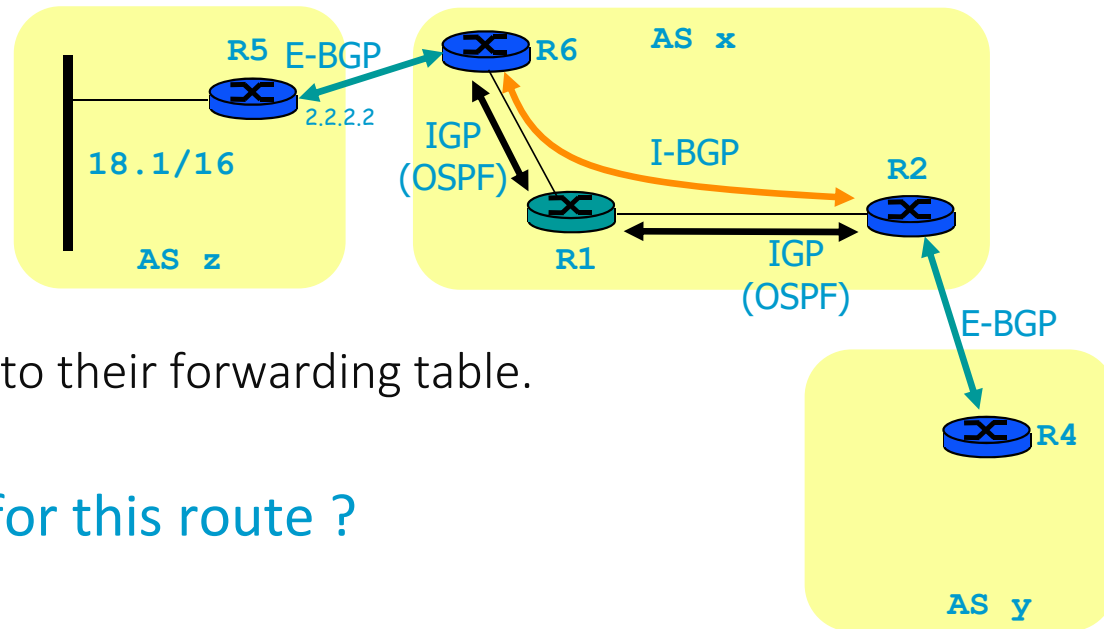 AS x
R5
E-BGP
R6
2.2.2.2
IGP
(OSPF)
I-BGP
18.1/16
R2
AS z
R1
IGP
(OSPF)
E-BGP
to their forwarding table.
R4
for this route ?
AS y